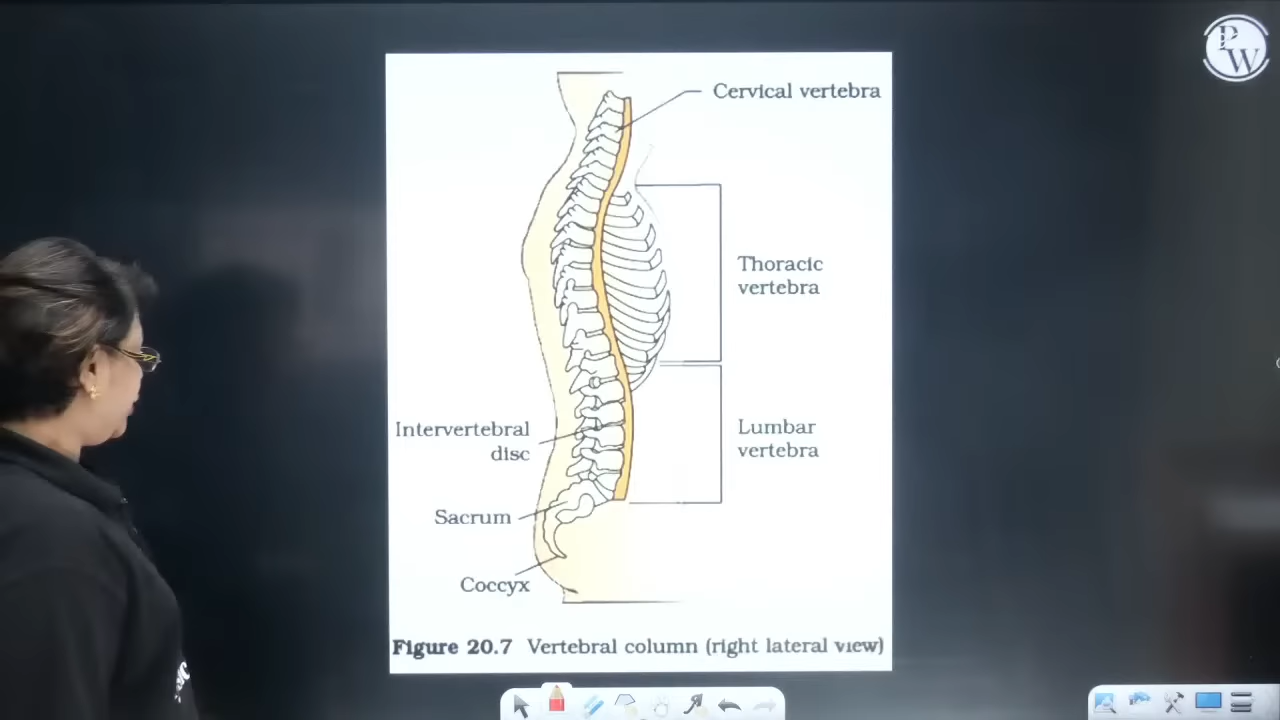 PW
Cervical vertebra
Thoracic
vertebra
Intervertebral
disc
Lumbar
vertebra
Sacrum
Coccyx
Figure 20.7 Vertebral column (right lateral view)